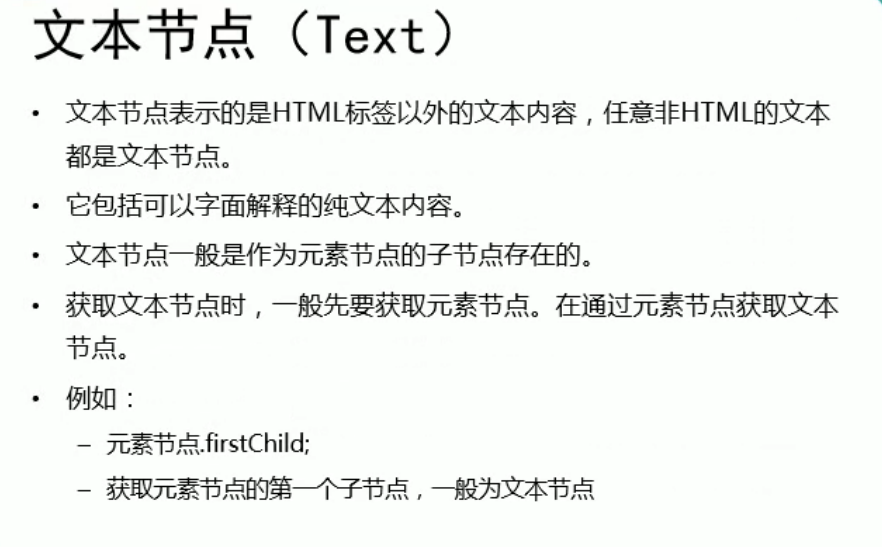 文本节点（Text）
• 文本节点表示的是HTML标签以外的文本内容，任意非HTML的文本
都是文本节点。
• 它包括可以字面解释的纯文本内容。
• 文本节点一般是作为元素节点的子节点存在的。
• 获取文本节点时，一般先要获取元素节点。在通过元素节点获取文本
节点。
• 例如：
– 元素节点.firstChild;
– 获取元素节点的第一个子节点，一般为文本节点